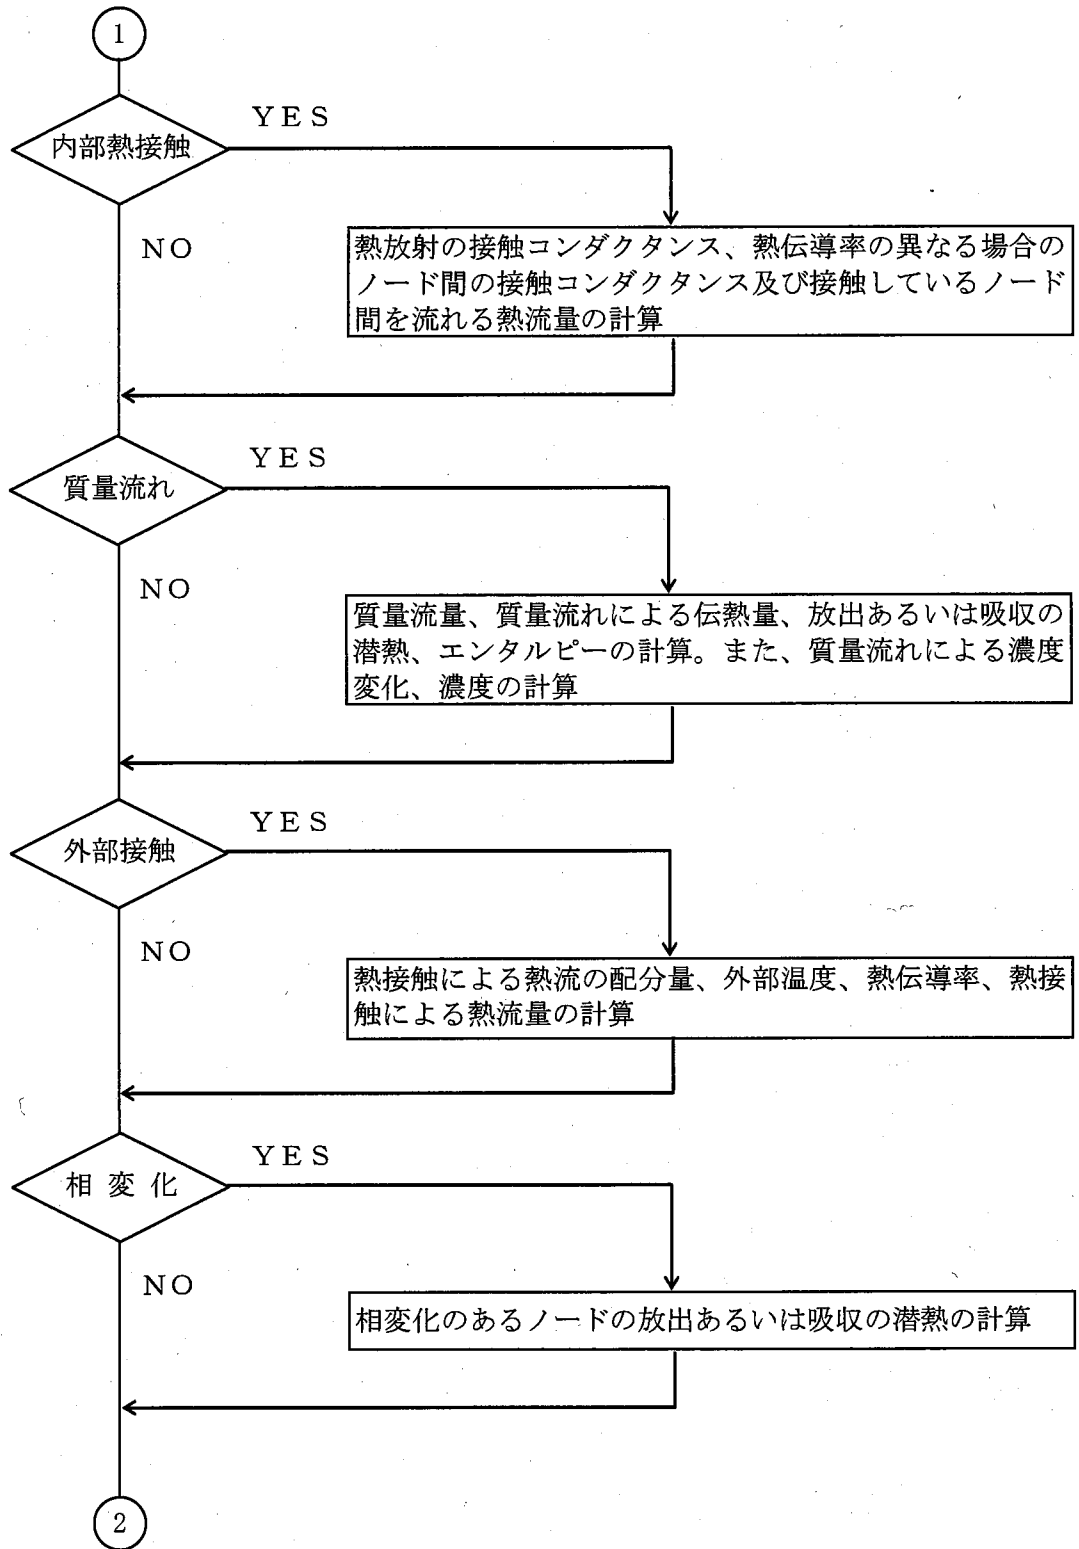 1
内部熱接触
YES
NO
熱放射の接触コンダクタンス、熱伝導率の異なる場合の
ノード間の接触コンダクタンス及び接触しているノード
間を流れる熱流量の計算
質量流れ
YES
NO
質量流量、質量流れによる伝熱量、放出あるいは吸収の
潜熱、エンタルピーの計算。また、質量流れによる濃度
変化、濃度の計算
外部接触
YES
NO
熱接触による熱流の配分量、外部温度、熱伝導率、熱接
触による熱流量の計算
相 変 化
YES
NO
相変化のあるノードの放出あるいは吸収の潜熱の計算
2